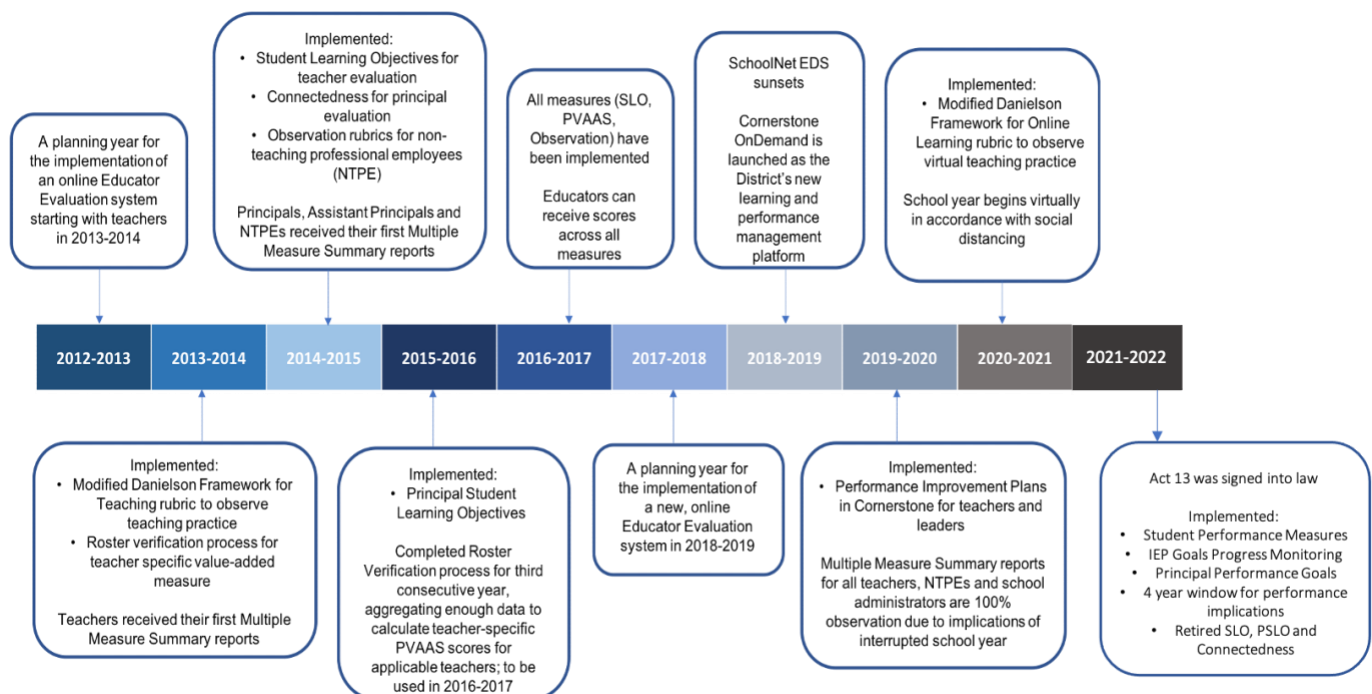 A planning year for
the implementation of
an online Educator
Evaluation system
starting with teachers
in 2013-2014
Implemented:
• Student Learning Objectives for
teacher evaluation
• Connectedness for principal
evaluation
• Observation rubrics for non-
teaching professional employees
(NTPE)
Principals, Assistant Principals and
NTPEs received their first Multiple
Measure Summary reports
All measures (SLO,
PVAAS,
Observation) have
been implemented
Educators can
receive scores
across all
measures
SchoolNet EDS
sunsets
Cornerstone
OnDemand is
launched as the
District's new
learning and
performance
management
platform
Implemented:
• Modified Danielson
Framework for Online
Learning rubric to observe
virtual teaching practice
School year begins virtually
in accordance with social
distancing
2012-2013 2013-2014 2014-2015 2015-2016 2016-2017 2017-2018 2018-2019 2019-2020 2020-2021 2021-2022
Implemented:
• Modified Danielson Framework for
Teaching rubric to observe
teaching practice
• Roster verification process for
teacher specific value-added
measure
Teachers received their first Multiple
Measure Summary reports
Implemented:
• Principal Student
Learning Objectives
Completed Roster
Verification process for third
consecutive year,
aggregating enough data to
calculate teacher-specific
PVAAS scores for
applicable teachers; to be
used in 2016-2017
A planning year for
the implementation of
a new, online
Educator Evaluation
system in 2018-2019
Implemented:
• Performance Improvement Plans
in Cornerstone for teachers and
leaders
Multiple Measure Summary reports
for all teachers, NTPEs and school
administrators are 100%
observation due to implications of
interrupted school year
Act 13 was signed into law
Implemented:
• Student Performance Measures
• IEP Goals Progress Monitoring
• Principal Performance Goals
• 4 year window for performance
implications
• Retired SLO, PSLO and
Connectedness